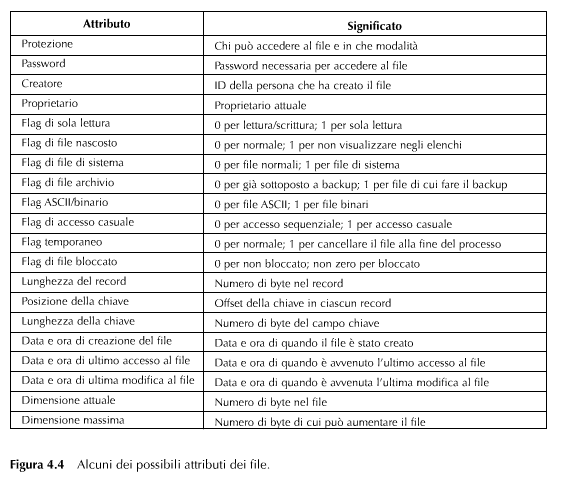 Attributo Significato
Protezione Chi può accedere al file e in che modalità
Password Password necessaria per accedere al file
Creatore ID della persona che ha creato il file
Proprietario Proprietario attuale
Flag di sola lettura 0 per lettura/scrittura; 1 per sola lettura
Flag di file nascosto 0 per normale; 1 per non visualizzare negli elenchi
Flag di file di sistema 0 per file normali; 1 per file di sistema
Flag di file archivio 0 per già sottoposto a backup; 1 per file di cui fare il backup
Flag ASCII/binario 0 per file ASCII; 1 per file binari
Flag di accesso casuale 0 per accesso sequenziale; 1 per accesso casuale
Flag temporaneo 0 per normale; 1 per cancellare il file alla fine del processo
Flag di file bloccato 0 per non bloccato; non zero per bloccato
Lunghezza del record Numero di byte nel record
Posizione della chiave Offset della chiave in ciascun record
Lunghezza della chiave Numero di byte del campo chiave
Data e ora di creazione del file Data e ora di quando il file è stato creato
Data e ora di ultimo accesso al file Data e ora di quando è avvenuto l'ultimo accesso al file
Data e ora di ultima modifica al file Data e ora di quando è avvenuta l'ultima modifica al file
Dimensione attuale Numero di byte nel file
Dimensione massima Numero di byte di cui può aumentare il file
Figura 4.4 Alcuni dei possibili attributi dei file.